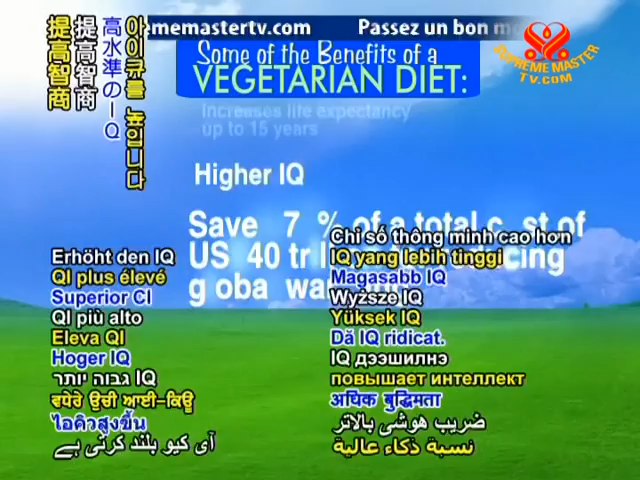 ememastertv.com Passez un bon m
SUPREME MASTER
TV.COM
Some of the Benefits of a
VEGETARIAN DIET:
Increases life expectancy
up to 15 years
Higher IQ
Save 7 % of a total c st of
US 40 tr cing
g oba wa
提高智商
提高智商
高水準のIQ
아이큐를 높입니다
Erhöht den IQ
QI plus élevé
Superior CI
QI più alto
Eleva QI
Hoger IQ
גבוה יותר IQ
ਵਧੇਰੇ ਉਚੀ ਆਈ-ਕਿਊ
ไอคิวสูงขึ้น
آی کیو بلند کرتی ہے
Chỉ số thông minh cao hơn
IQ yang lebih tinggi
Magasabb IQ
Wyższe IQ
Yüksek IQ
Dă IQ ridicat.
IQ дээшилнэ
повышает интеллект
अधिक बुद्धिमता
ضریب هوشی بالاتر
نسبة ذكاء عالية